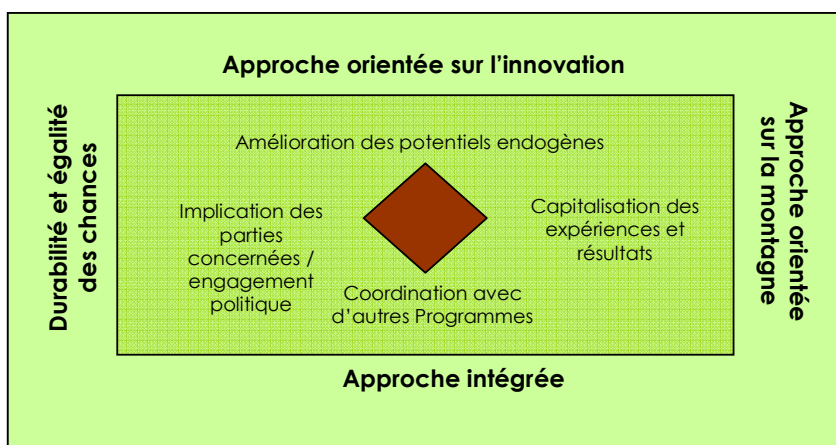 Approche orientée sur l'innovation
Durabilité et égalité
des chances
Amélioration des potentiels endogènes
Implication des
parties
concernées /
engagement
politique
Capitalisation des
expériences et
résultats
Coordination avec
d'autres Programmes
Approche orientée
sur la montagne
Approche intégrée